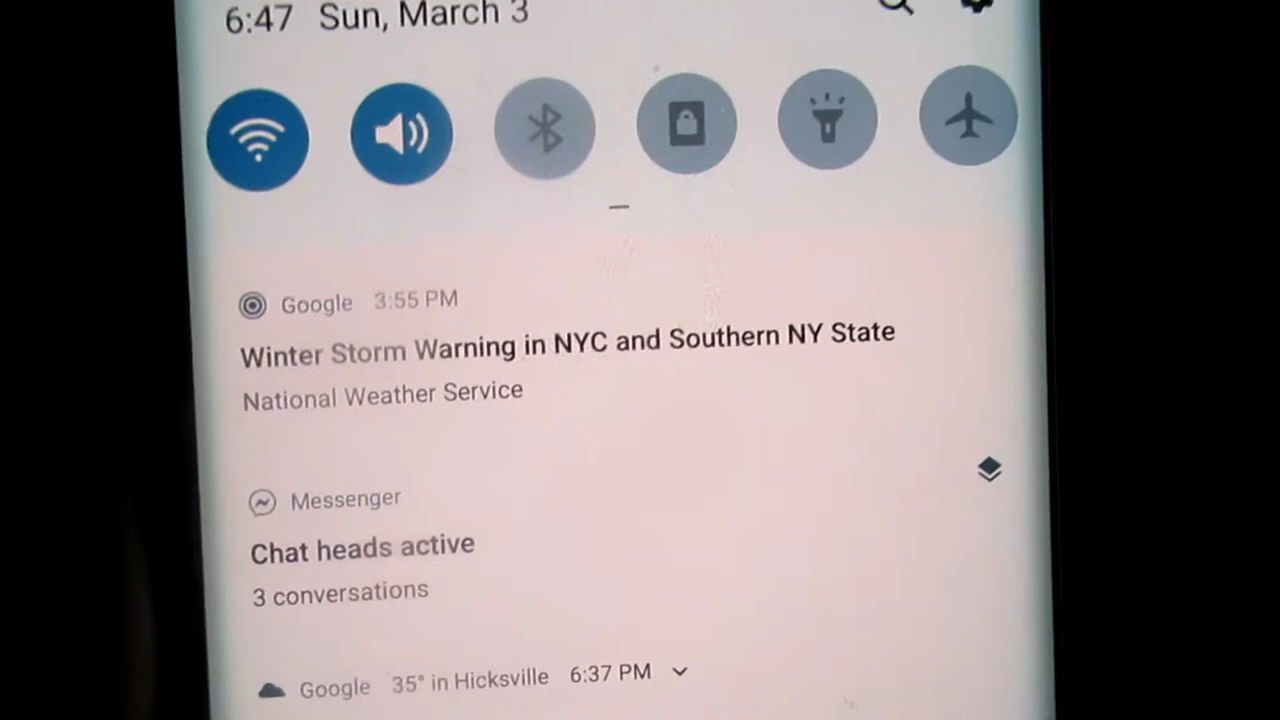 6:47 Sun, March 3
Google 3:55 PM
Winter Storm Warning in NYC and Southern NY State
National Weather Service
Messenger
Chat heads active
3 conversations
Google 35° in Hicksville 6:37 PM